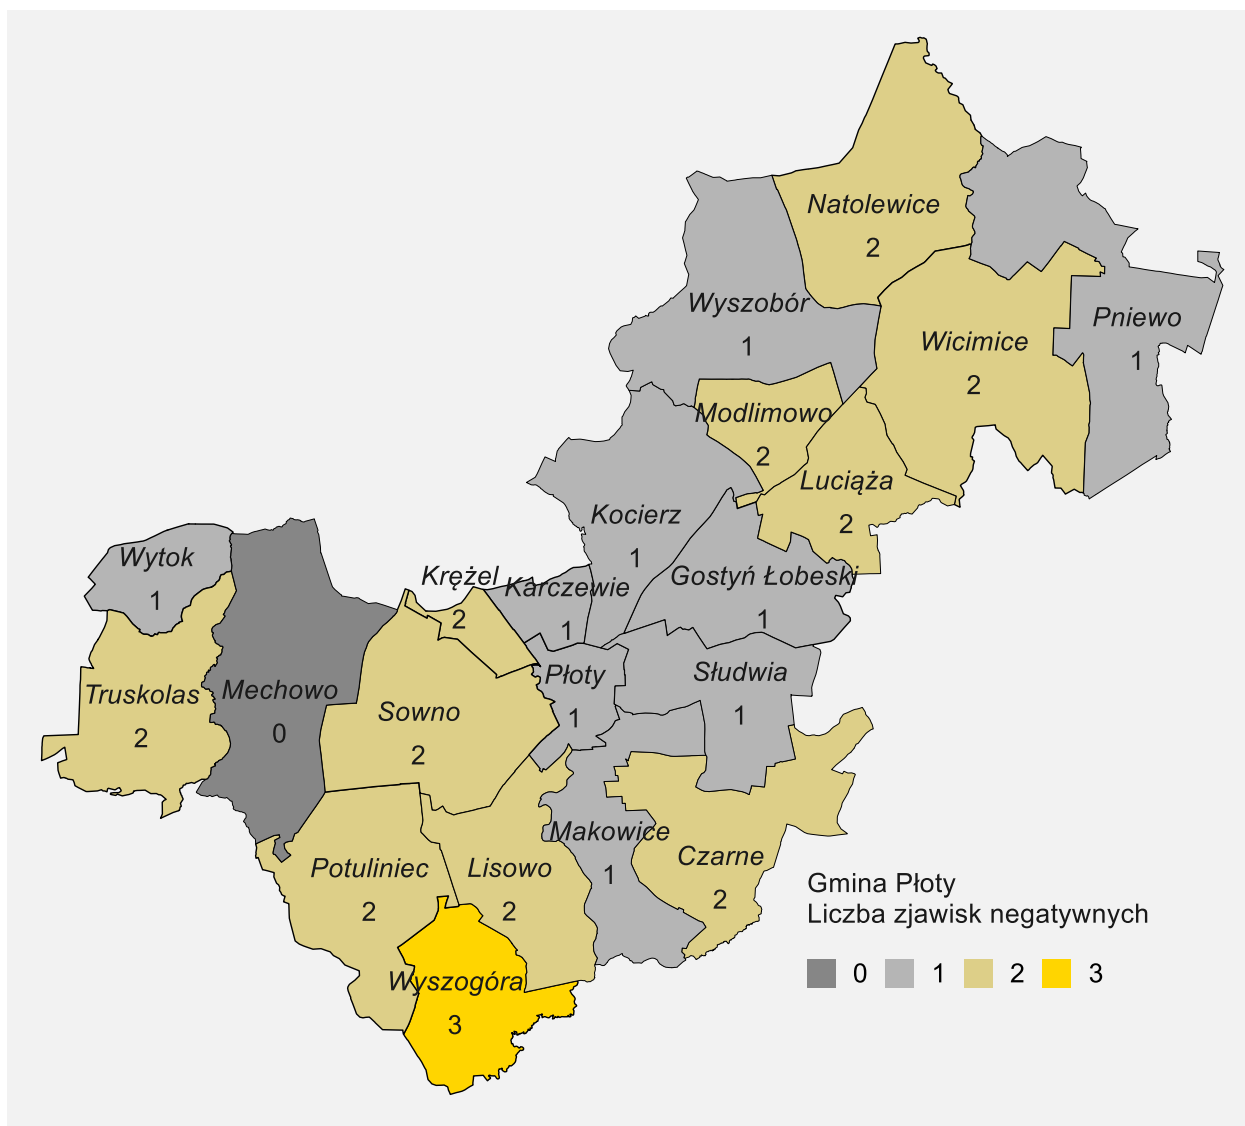 Natolewice
2
Wyszobór
1
Pniewo
1
Wicimice
2
Modlimowo
2
Luciąża
2
Kocierz
1
Wytok
1
Krężel
2
Karczewie
1
Gostyń Łobeski
1
Truskolas
2
Mechowo
0
Sowno
2
Płoty
1
Słudwia
1
Makowice
1
Czarne
2
Potuliniec
2
Lisowo
2
Wyszogóra
3
Gmina Płoty
Liczba zjawisk negatywnych
0 1 2 3